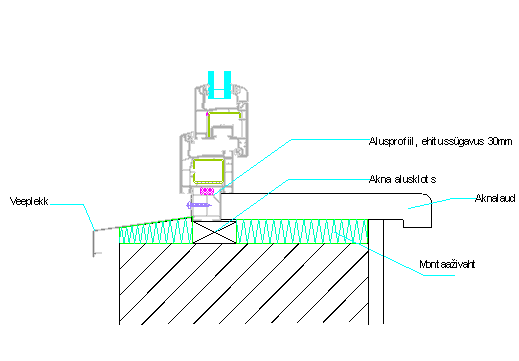 Alusprofiil, ehitussügavus 30mm
Akna alusklots
Veeplekk
Aknalaud
Montaaživaht